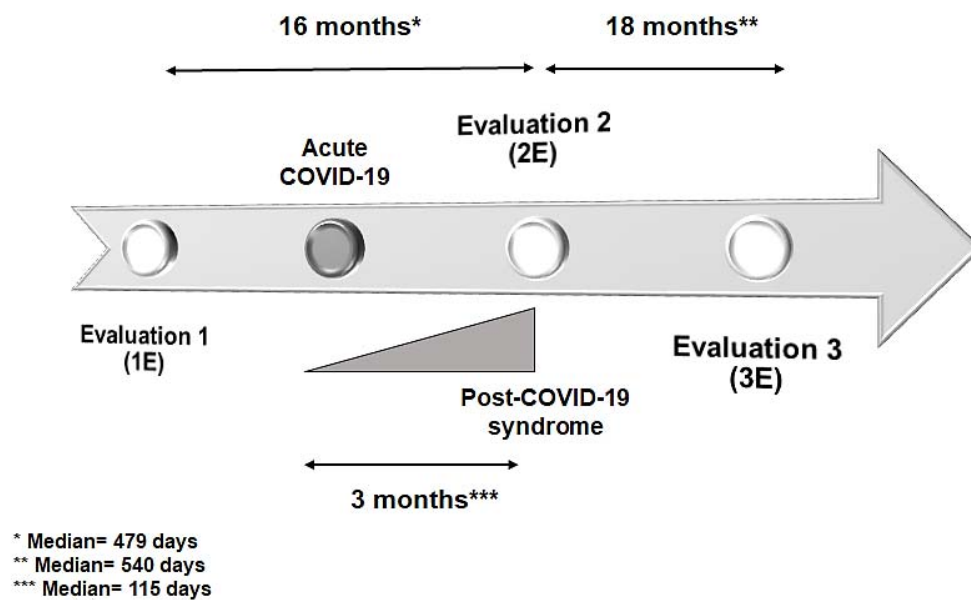 16 months*
18 months**
Evaluation 2
(2E)
Acute
COVID-19
Evaluation 1
(1E)
Evaluation 3
(3E)
Post-COVID-19
syndrome
3 months***
* Median= 479 days
** Median= 540 days
*** Median= 115 days